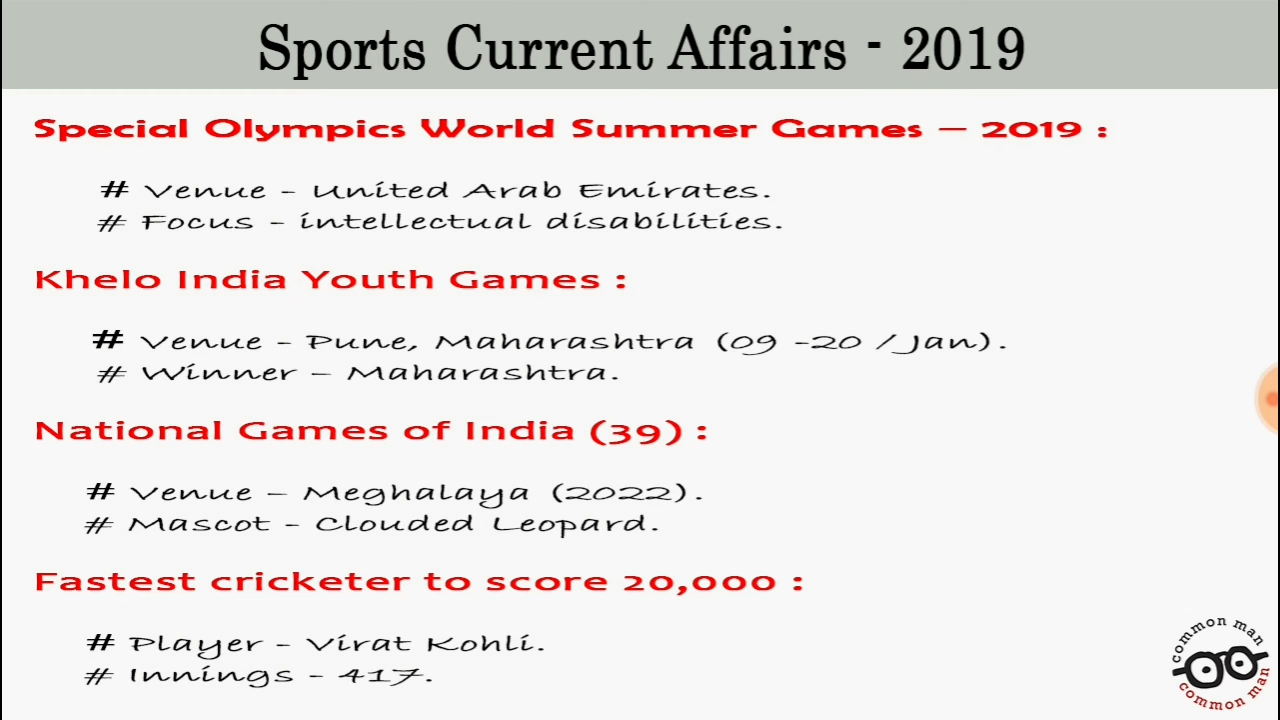 Sports Current Affairs - 2019
Special Olympics World Summer Games – 2019 :
# Venue - United Arab Emirates.
# Focus - intellectual disabilities.
Khelo India Youth Games :
# Venue - Pune, Maharashtra (09 -20 /Jan).
# Winner – Maharashtra.
National Games of India (39) :
# Venue – Meghalaya (2022).
# Mascot - Clouded Leopard.
Fastest cricketer to score 20,000 :
# Player - Virat Kohli.
# Innings - 417.
common man
common man